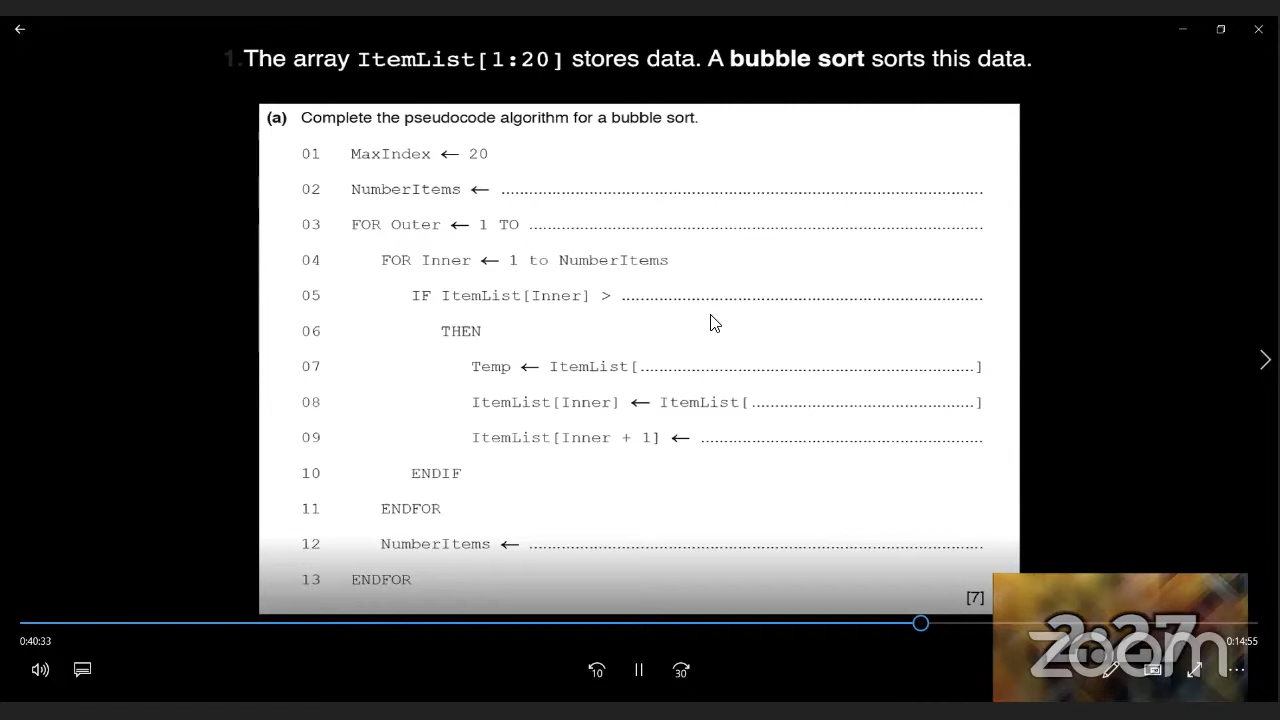 1.The array ItemList[1:20] stores data. A bubble sort sorts this data.
(a) Complete the pseudocode algorithm for a bubble sort.
01 MaxIndex ← 20
02 NumberItems ← ........................................
03 FOR Outer ← 1 TO ........................................
04 FOR Inner ← 1 to NumberItems
05 IF ItemList[Inner] > ........................................
06 THEN
07 Temp ← ItemList[........................................]
08 ItemList[Inner] ← ItemList[........................................]
09 ItemList[Inner + 1] ← ........................................
10 ENDIF
11 ENDFOR
12 NumberItems ← ........................................
13 ENDFOR
[7]
2:27
zoom
0:40:33
0:14:55
10
30